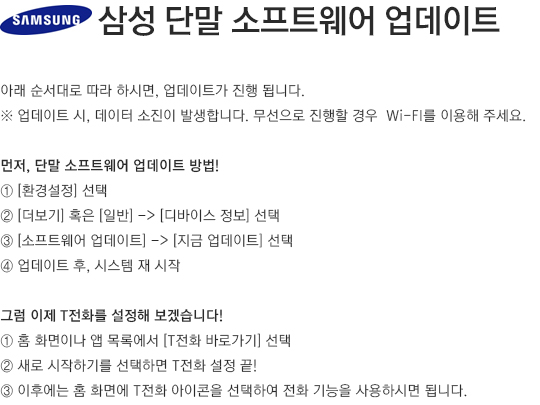 SAMSUNG 삼성 단말 소프트웨어 업데이트
아래 순서대로 따라 하시면, 업데이트가 진행 됩니다.
※ 업데이트 시, 데이터 소진이 발생합니다. 무선으로 진행할 경우 Wi-FI를 이용해 주세요.
먼저, 단말 소프트웨어 업데이트 방법!
① [환경설정] 선택
② [더보기] 혹은 [일반] -> [디바이스 정보] 선택
③ [소프트웨어 업데이트] -> [지금 업데이트] 선택
④ 업데이트 후, 시스템 재 시작
그럼 이제 T전화를 설정해 보겠습니다!
① 홈 화면이나 앱 목록에서 [T전화 바로가기] 선택
② 새로 시작하기를 선택하면 T전화 설정 끝!
③ 이후에는 홈 화면에 T전화 아이콘을 선택하여 전화 기능을 사용하시면 됩니다.